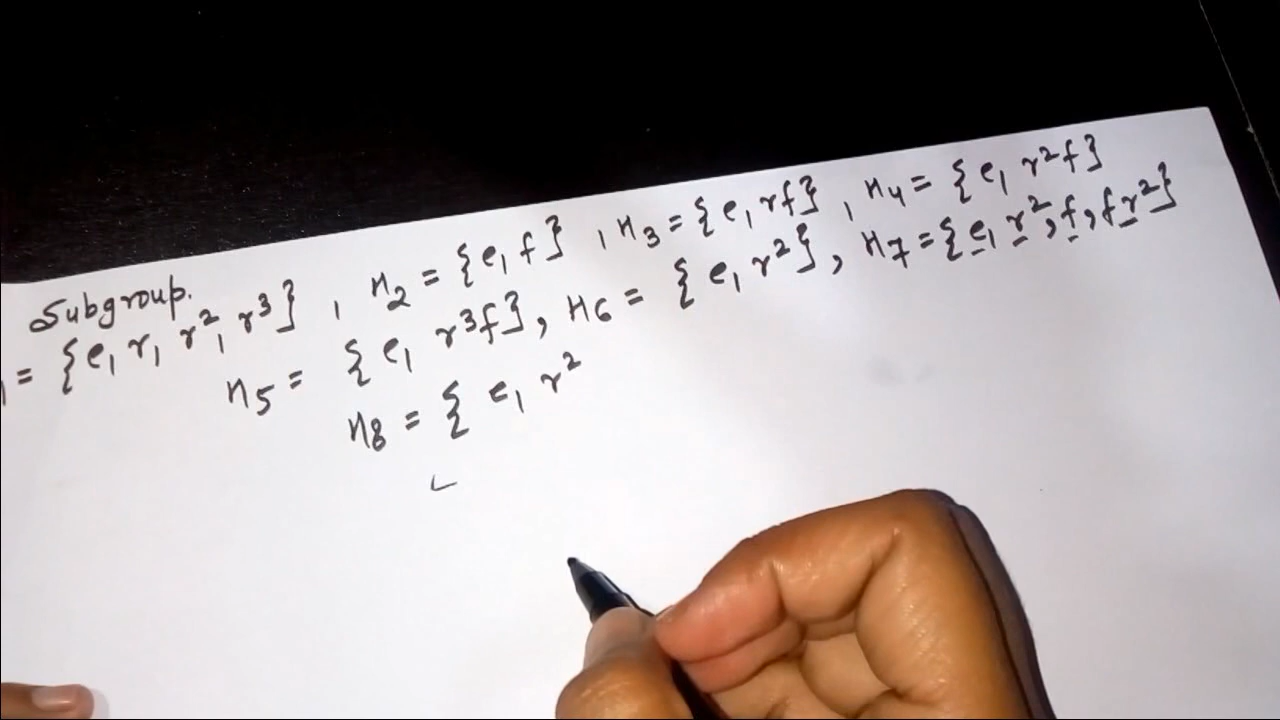 Subgroup.
= {e, r, r², r³} , H₂ = {e, f} , H₃ = {e, rf} , H₄ = {e, r²f}
H₅ = {e, r³f}, H₆ = {e, r²}, H₇ = {e, r², f, fr²}
H₈ = { e, r²